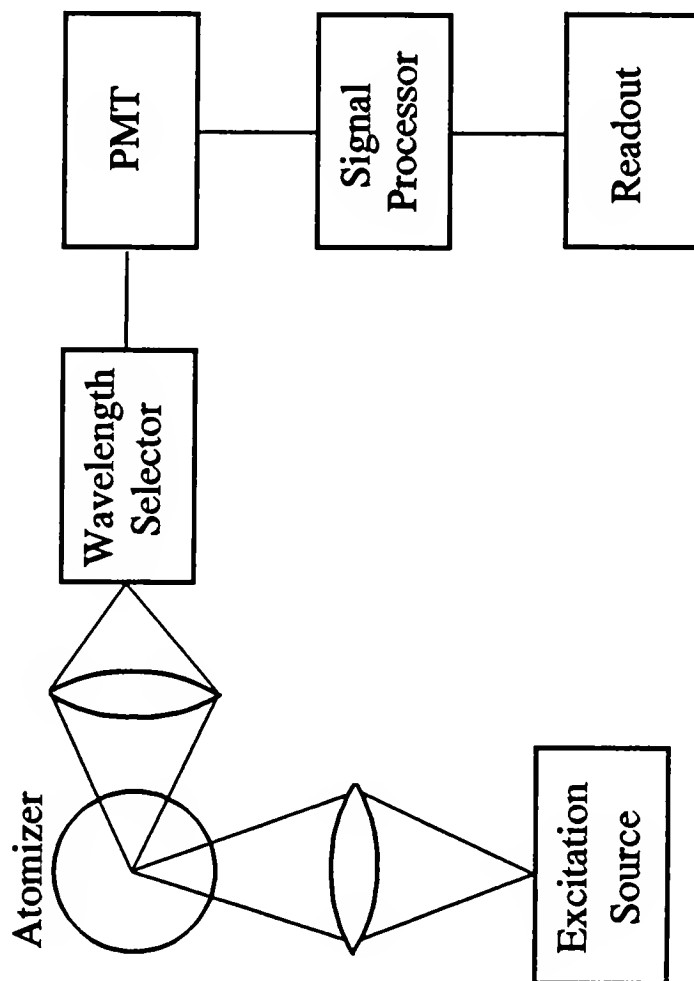 Atomizer
Wavelength
Selector
PMT
Excitation
Source
Signal
Processor
Readout